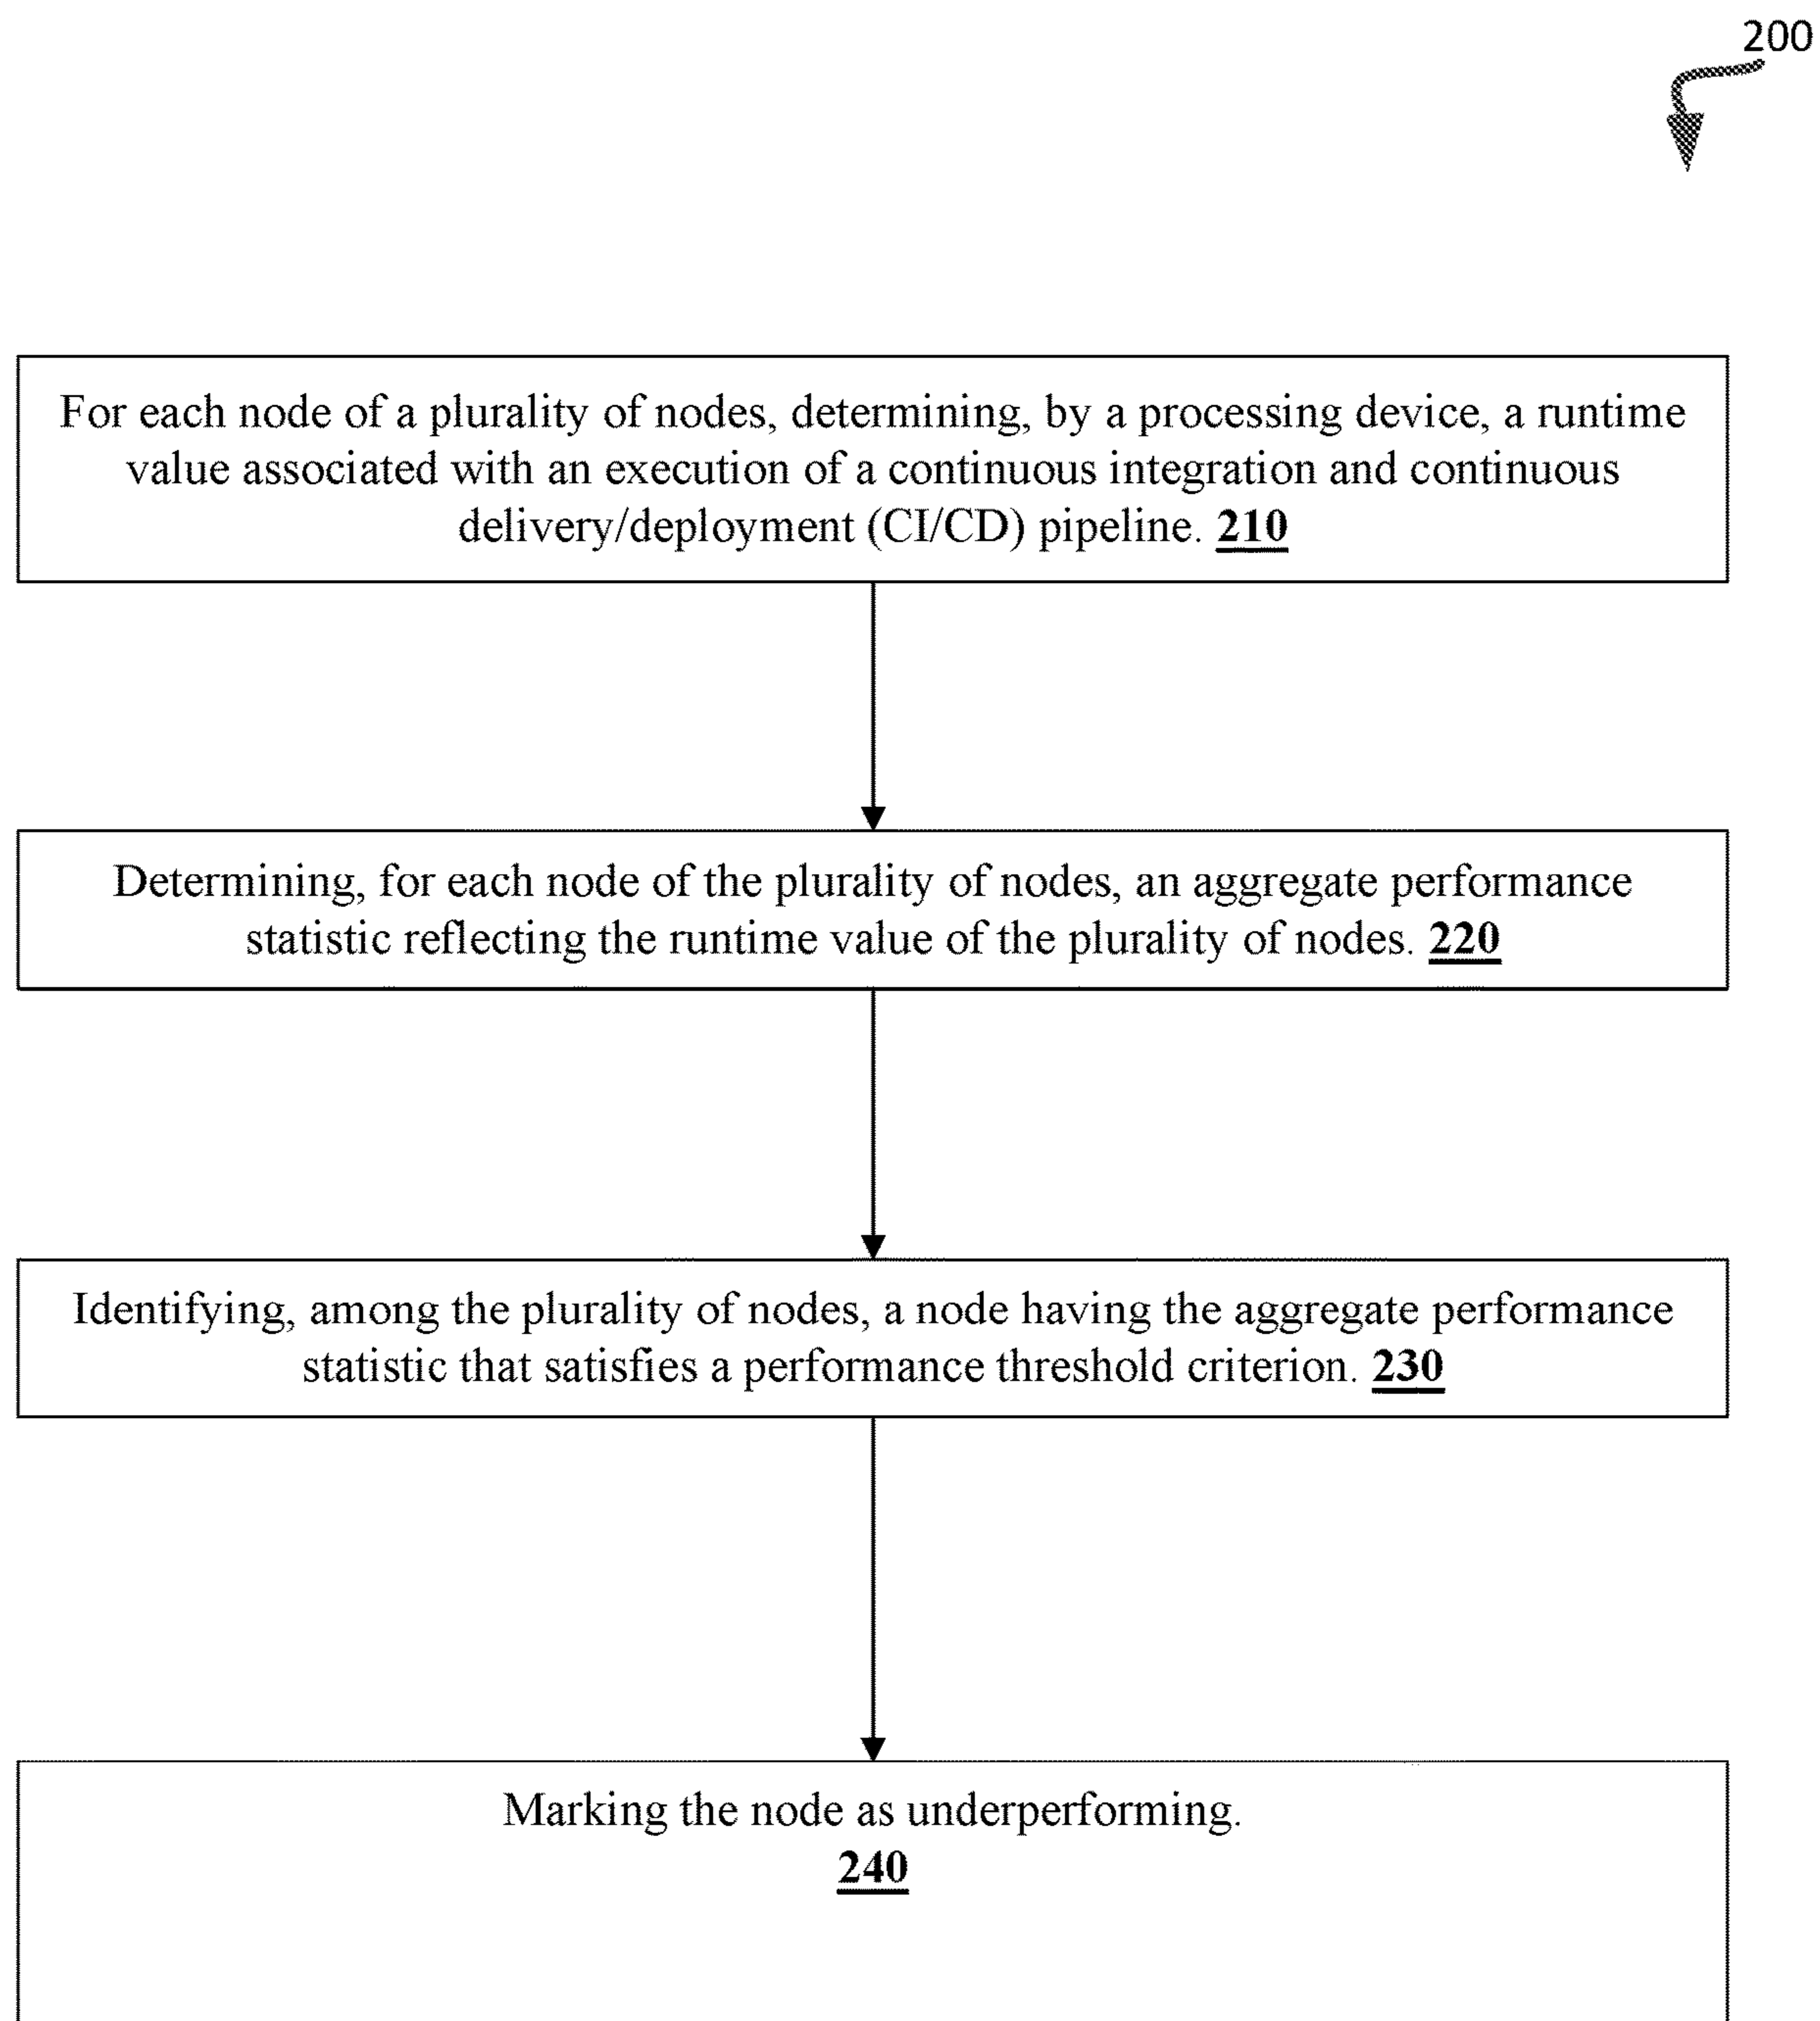 200
For each node of a plurality of nodes, determining, by a processing device, a runtime
value associated with an execution of a continuous integration and continuous
delivery/deployment (CI/CD) pipeline. 210
Determining, for each node of the plurality of nodes, an aggregate performance
statistic reflecting the runtime value of the plurality of nodes. 220
Identifying, among the plurality of nodes, a node having the aggregate performance
statistic that satisfies a performance threshold criterion. 230
Marking the node as underperforming.
240